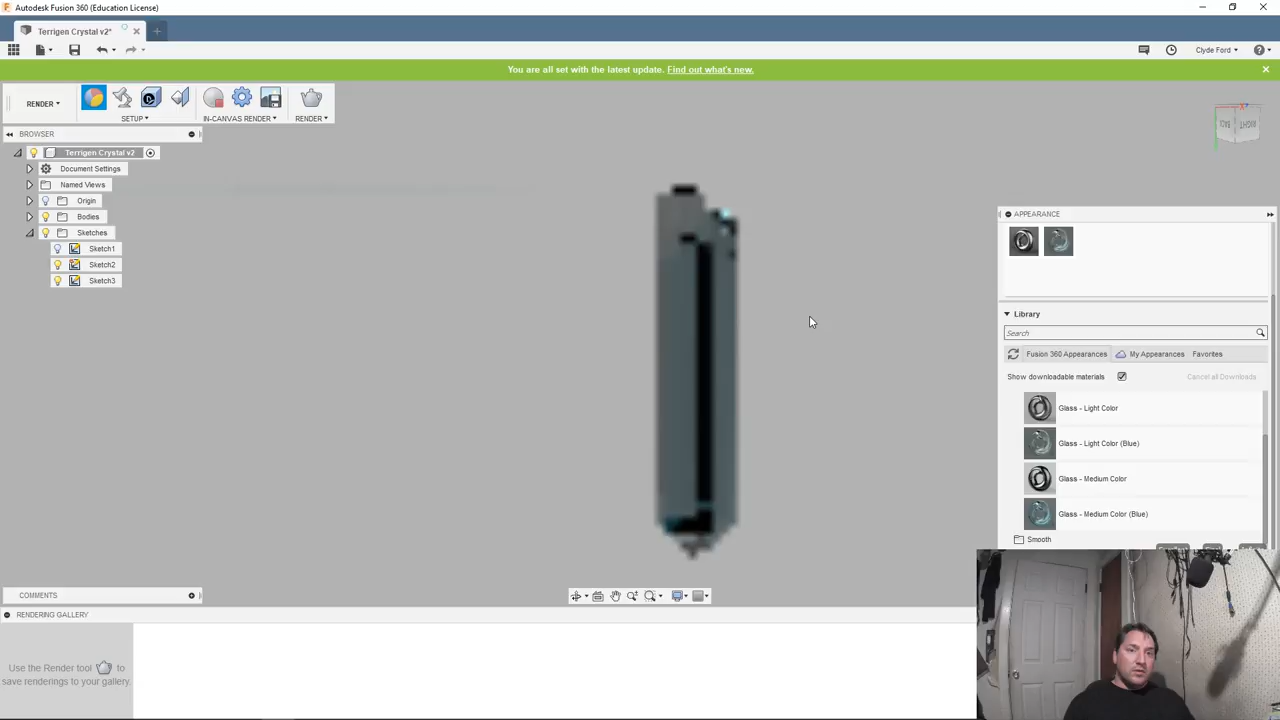 Autodesk Fusion 360 (Education License)
Terrigen Crystal v2*
Clyde Ford
You are all set with the latest update. Find out what's new.
RENDER
SETUP
IN-CANVAS RENDER
RENDER
BROWSER
Terrigen Crystal v2
Document Settings
Named Views
Origin
Bodies
Sketches
Sketch1
Sketch2
Sketch3
RIGHT
BACK
APPEARANCE
Library
Search
Fusion 360 Appearances
My Appearances
Favorites
Show downloadable materials
Cancel all Downloads
Glass - Light Color
Glass - Light Color (Blue)
Glass - Medium Color
Glass - Medium Color (Blue)
Smooth
COMMENTS
RENDERING GALLERY
Use the Render tool to
save renderings to your gallery.